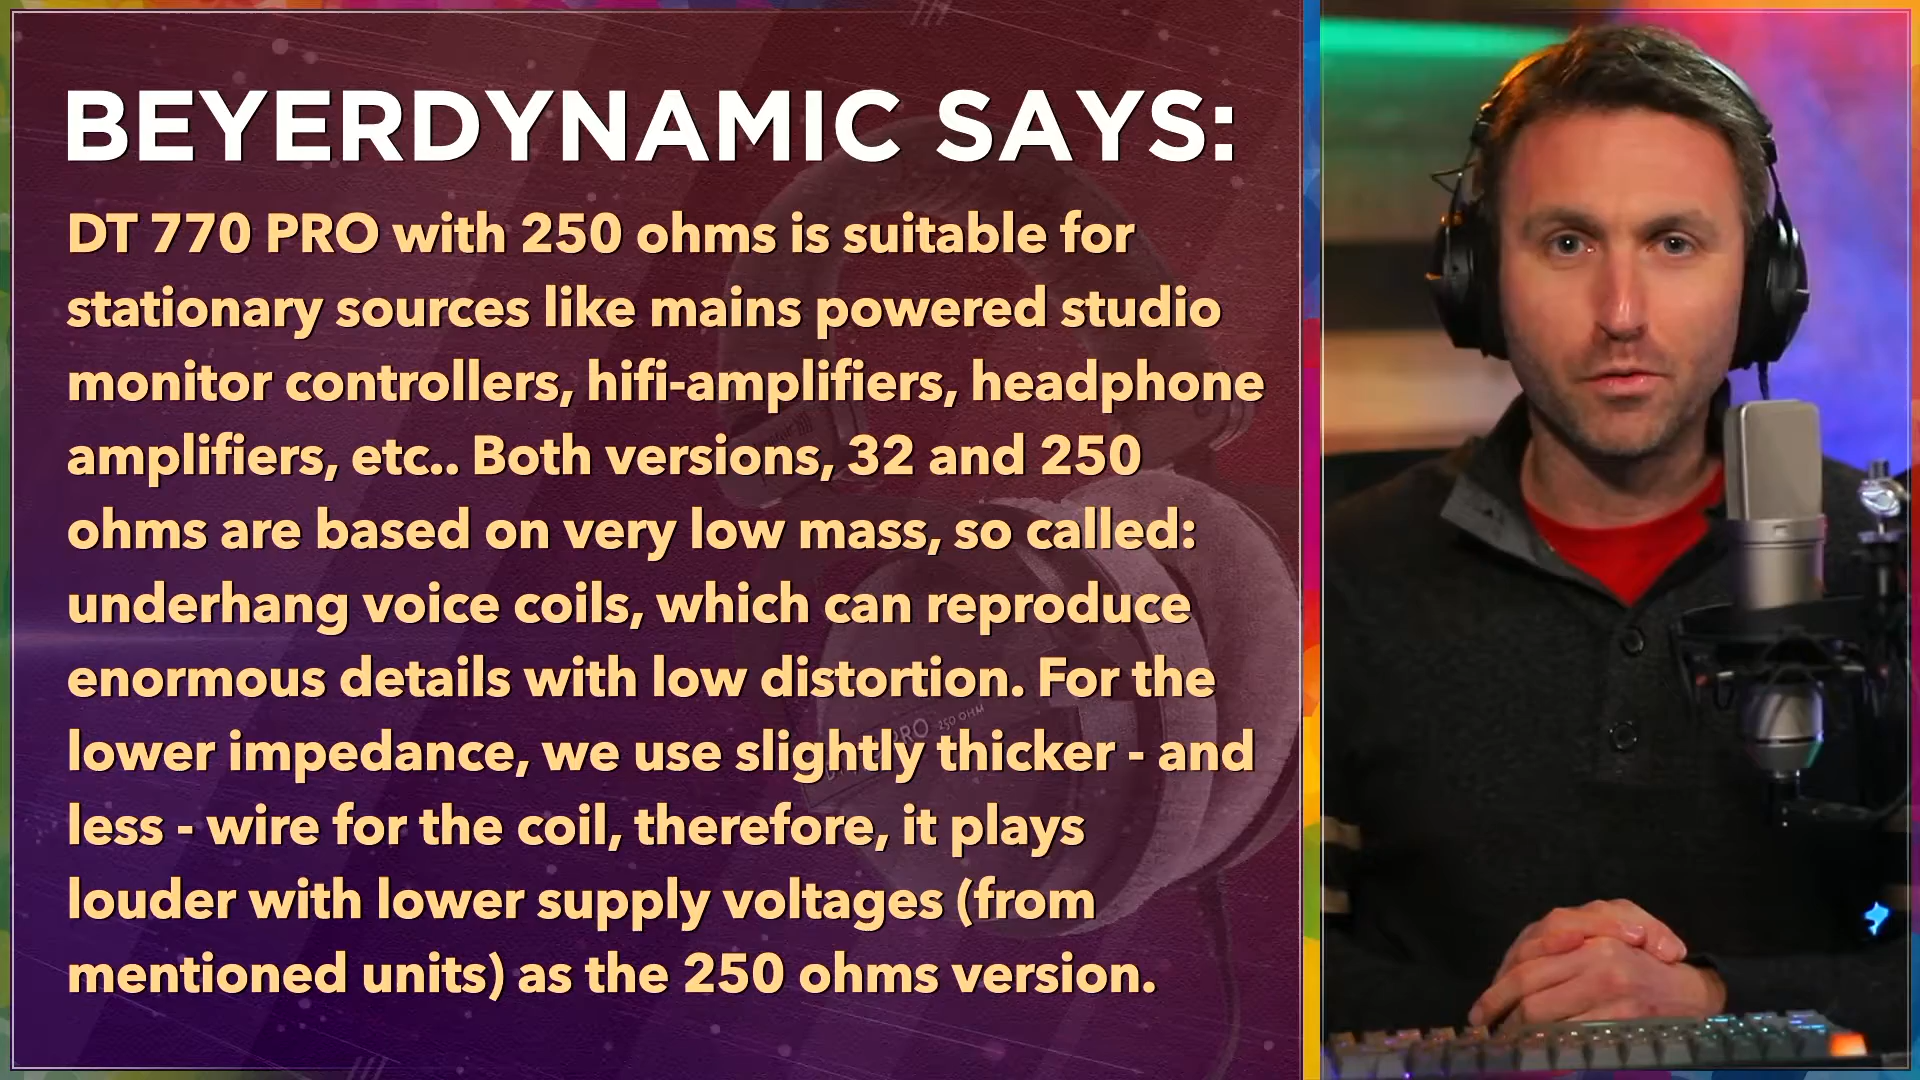 BEYERDYNAMIC SAYS:
DT 770 PRO with 250 ohms is suitable for
stationary sources like mains powered studio
monitor controllers, hifi-amplifiers, headphone
amplifiers, etc.. Both versions, 32 and 250
ohms are based on very low mass, so called:
underhang voice coils, which can reproduce
enormous details with low distortion. For the
lower impedance, we use slightly thicker - and
less - wire for the coil, therefore, it plays
louder with lower supply voltages (from
mentioned units) as the 250 ohms version.
PRO 250 OHM